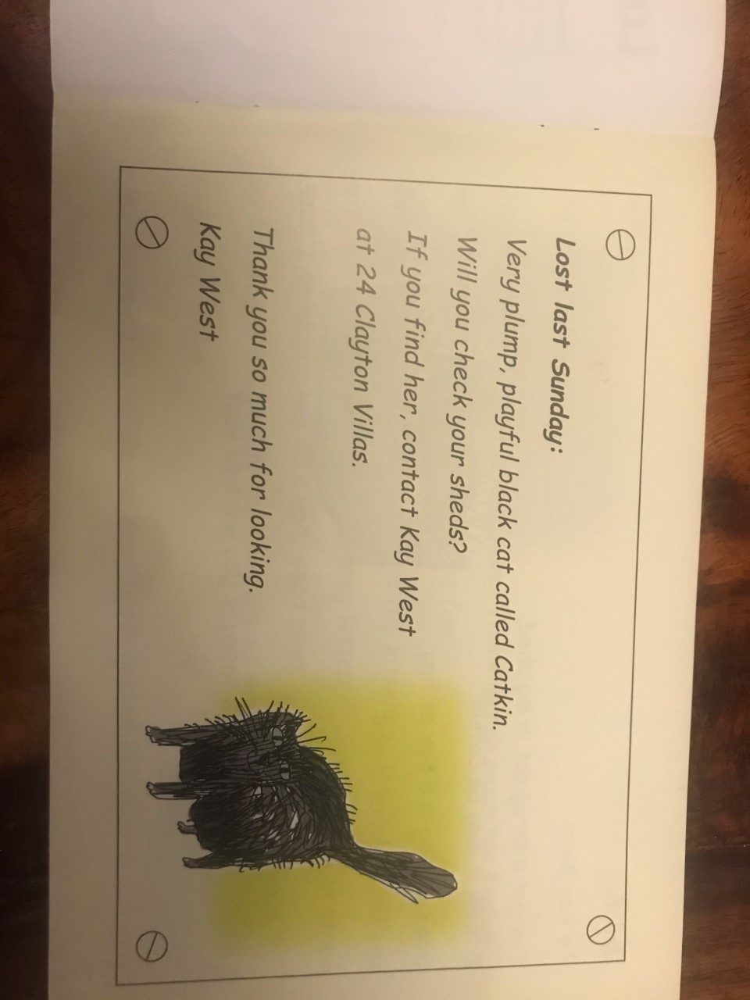 Lost last Sunday:
Very plump, playful black cat called Catkin.
Will you check your sheds?
If you find her, contact Kay West
at 24 Clayton Villas.
Thank you so much for looking.
Kay West